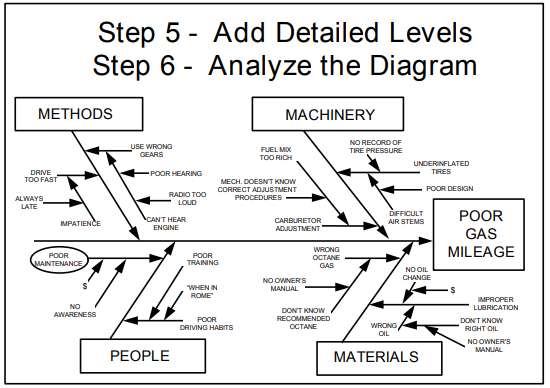 Step 5 - Add Detailed Levels
Step 6 - Analyze the Diagram
METHODS
MACHINERY
USE WRONG
GEARS
POOR HEARING
DRIVE
TOO FAST
RADIO TOO
LOUD
ALWAYS
LATE
IMPATIENCE
CAN'T HEAR
ENGINE
FUEL MIX
TOO RICH
NO RECORD OF
TIRE PRESSURE
UNDERINFLATED
TIRES
MECH. DOESN'T KNOW
CORRECT ADJUSTMENT
PROCEDURES
POOR DESIGN
CARBURETOR
ADJUSTMENT
DIFFICULT
AIR STEMS
POOR
GAS
MILEAGE
POOR
MAINTENANCE
$
NO
AWARENESS
POOR
TRAINING
"WHEN IN
ROME"
POOR
DRIVING HABITS
PEOPLE
WRONG
OCTANE
GAS
NO OWNER'S
MANUAL
DON'T KNOW
RECOMMENDED
OCTANE
NO OIL
CHANGE
$
IMPROPER
LUBRICATION
WRONG
OIL
DON'T KNOW
RIGHT OIL
NO OWNER'S
MANUAL
MATERIALS